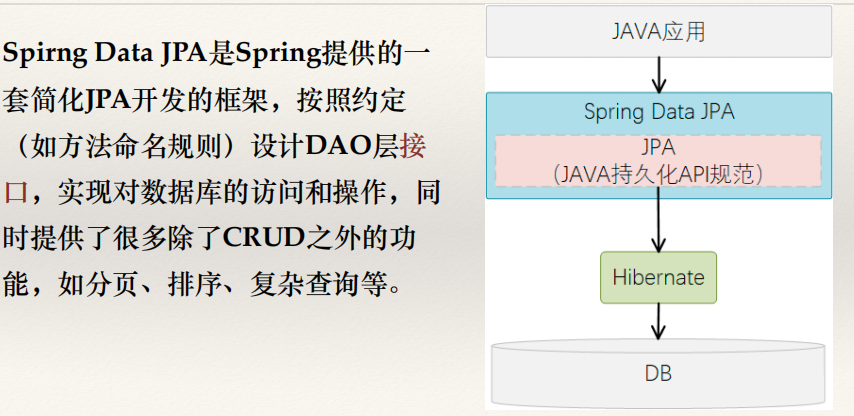 Spirng Data JPA是Spring提供的一
套简化JPA开发的框架，按照约定
（如方法命名规则）设计DAO层接
口，实现对数据库的访问和操作，同
时提供了很多除了CRUD之外的功
能，如分页、排序、复杂查询等。
JAVA应用
Spring Data JPA
JPA
（JAVA持久化API规范）
Hibernate
DB